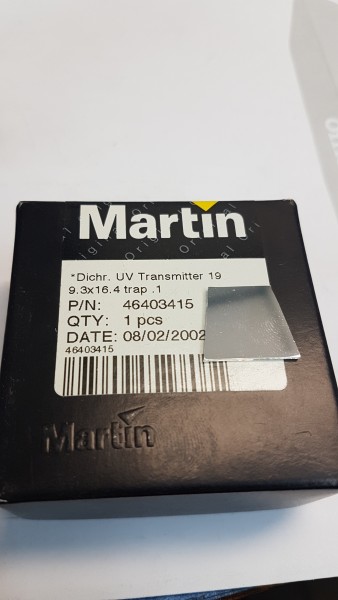 Martin
*Dichr. UV Transmitter 19
9.3x16.4 trap .1
P/N: 46403415
QTY: 1 pcs
DATE: 08/02/2002
46403415
Martin